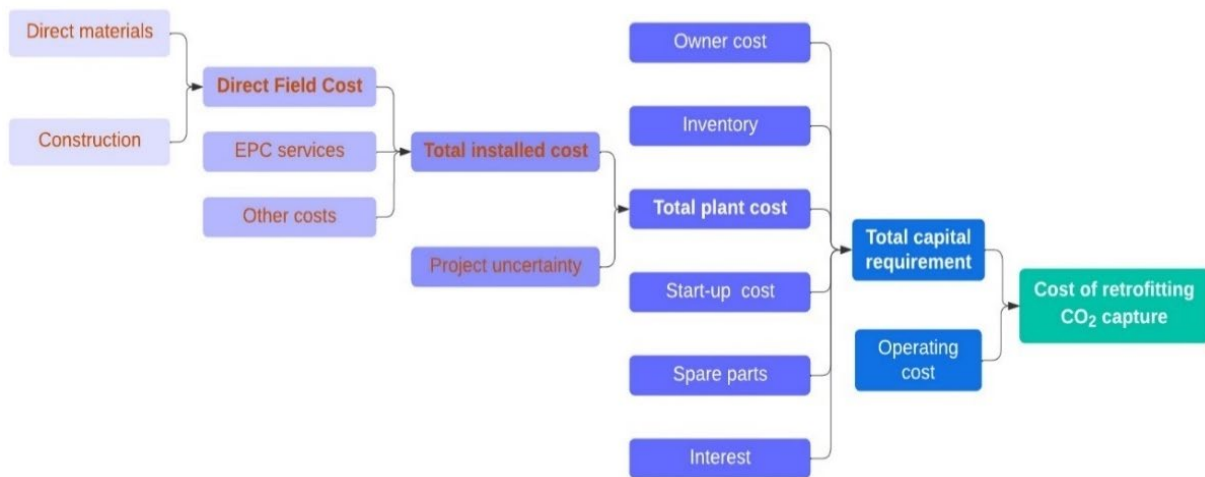 Direct materials
Construction
Direct Field Cost
EPC services
Other costs
Total installed cost
Project uncertainty
Owner cost
Inventory
Total plant cost
Start-up cost
Spare parts
Interest
Total capital
requirement
Operating
cost
Cost of retrofitting
CO₂ capture